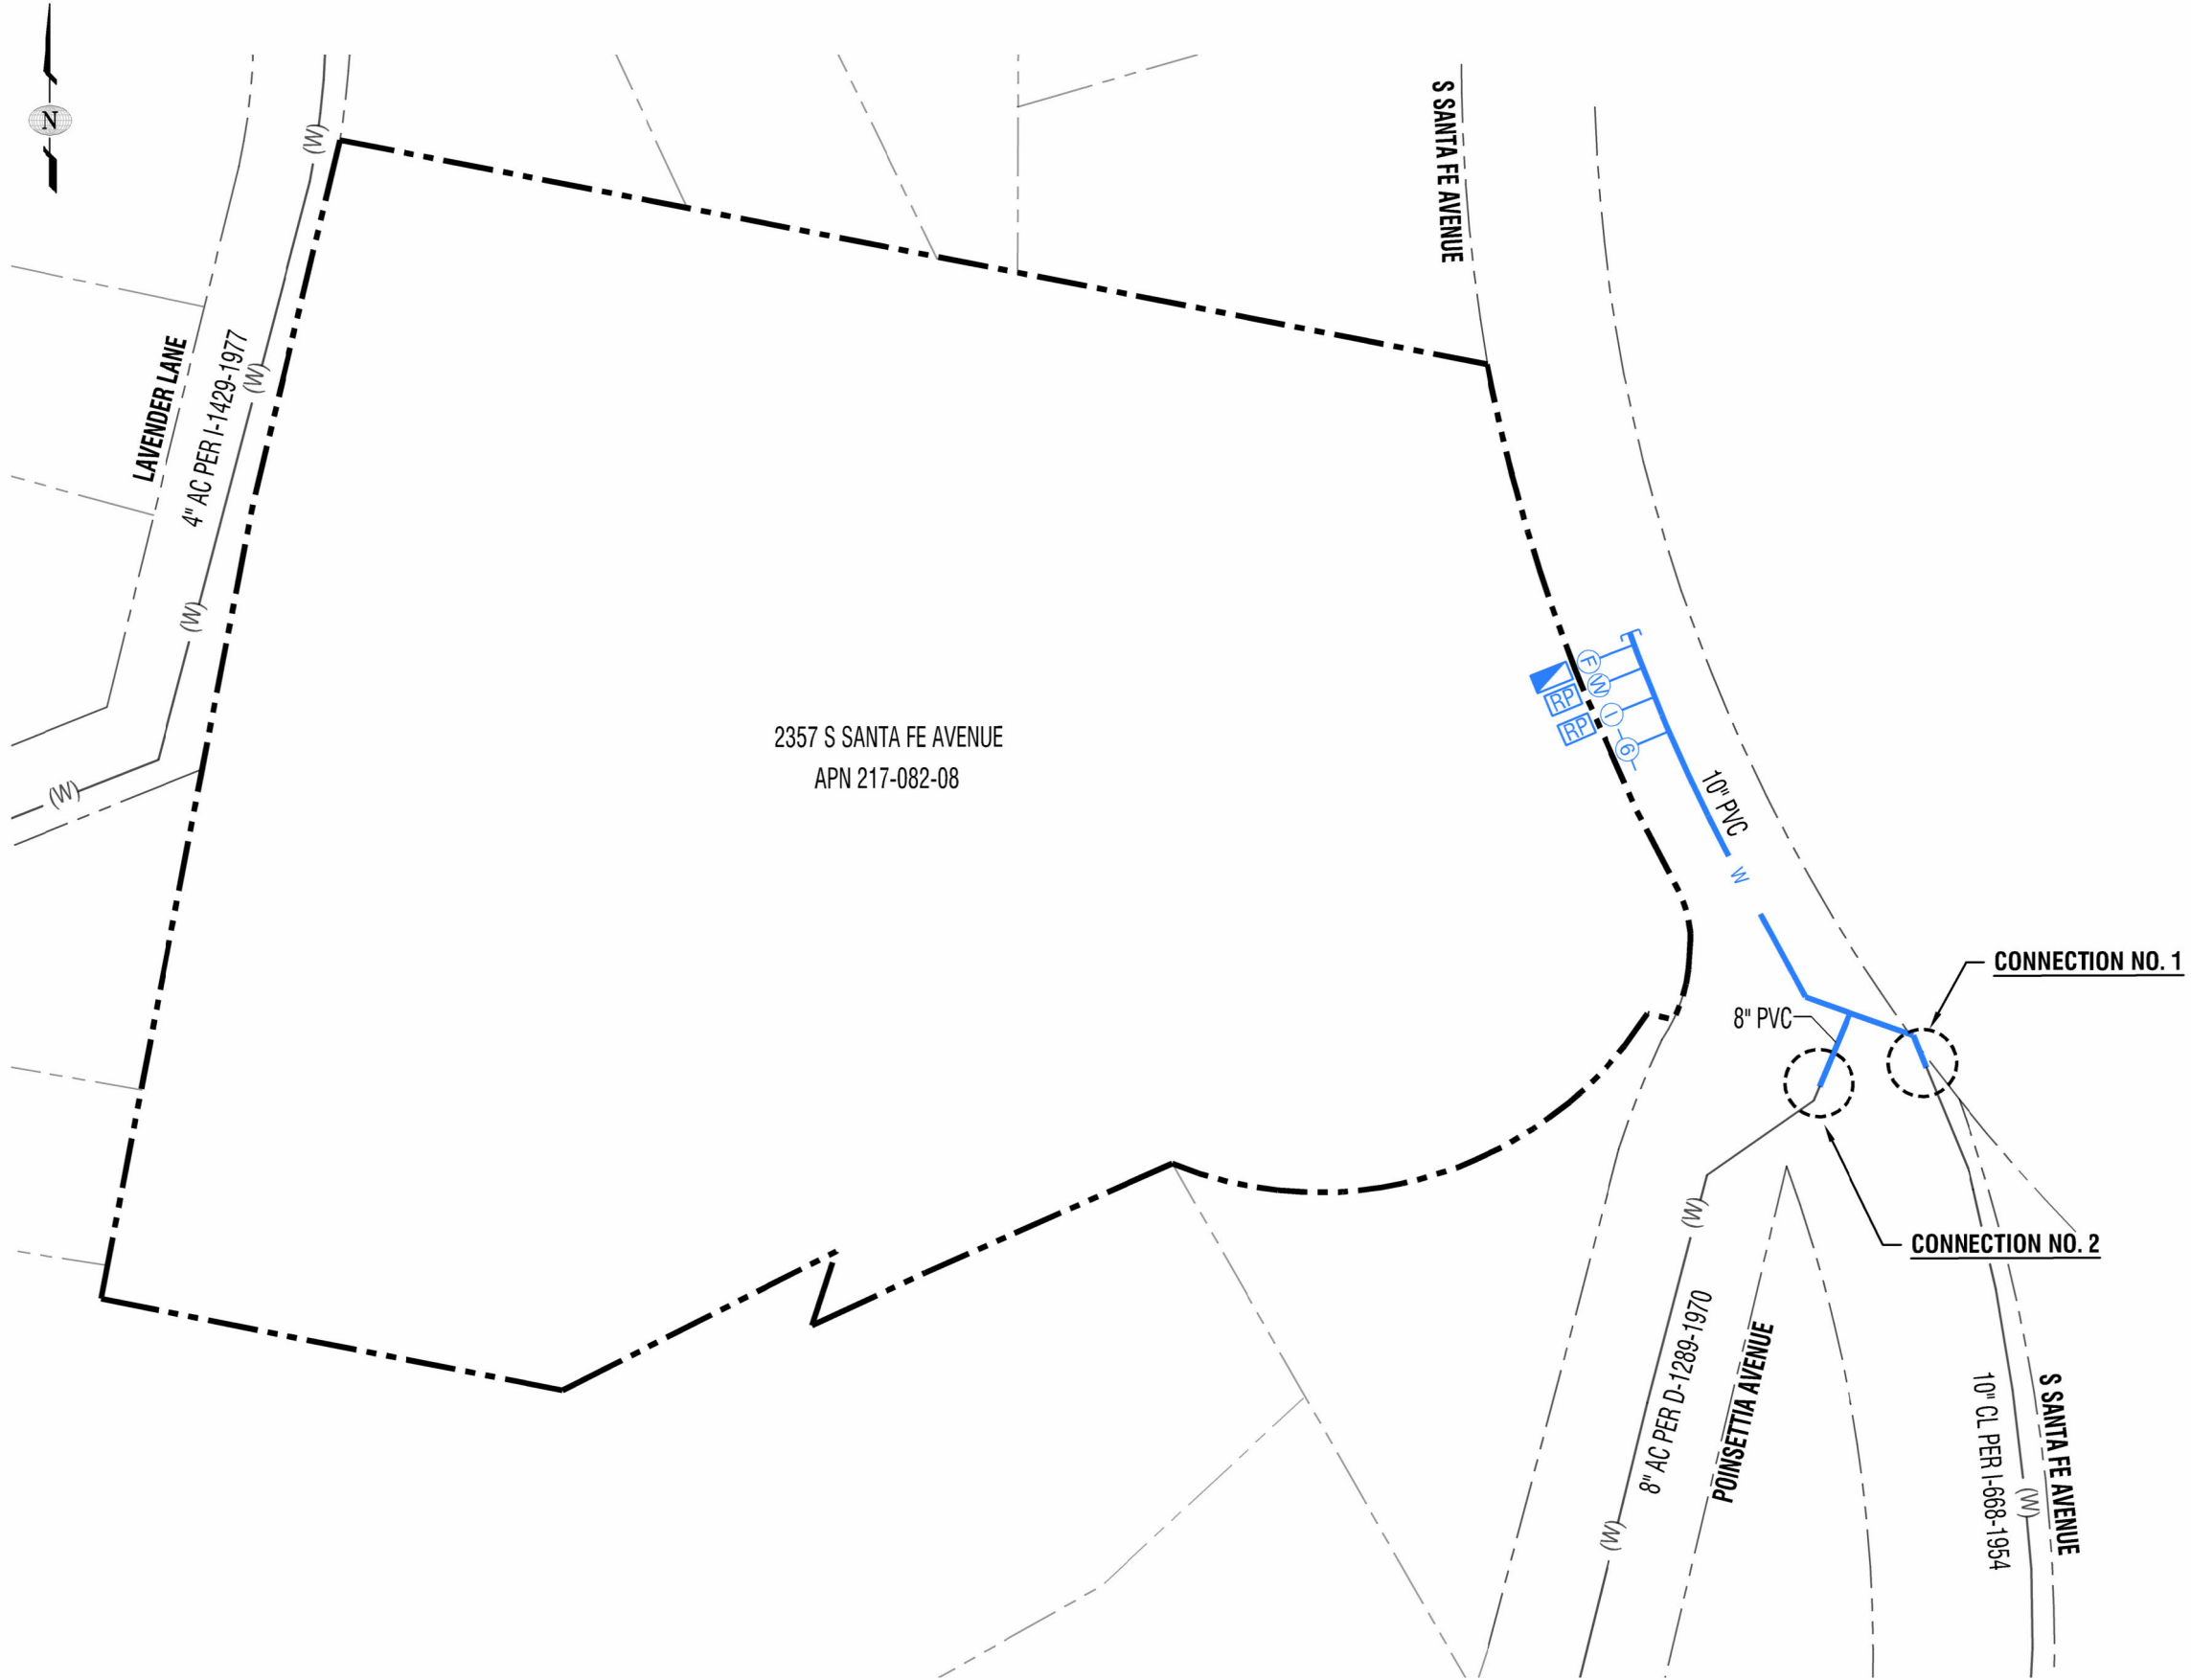 N
S SANTA FE AVENUE
(W)
LAVENDER LANE
4" AC PER I-1429-1977
(W)
(W)
(W)
2357 S SANTA FE AVENUE
APN 217-082-08
F
W
RP
I
RP
6
10" PVC
W
CONNECTION NO. 1
8" PVC
(W)
CONNECTION NO. 2
8" AC PER D-1289-1970
POINSETTIA AVENUE
(W)
10" CL PER I-668-1954
(W)
S SANTA FE AVENUE